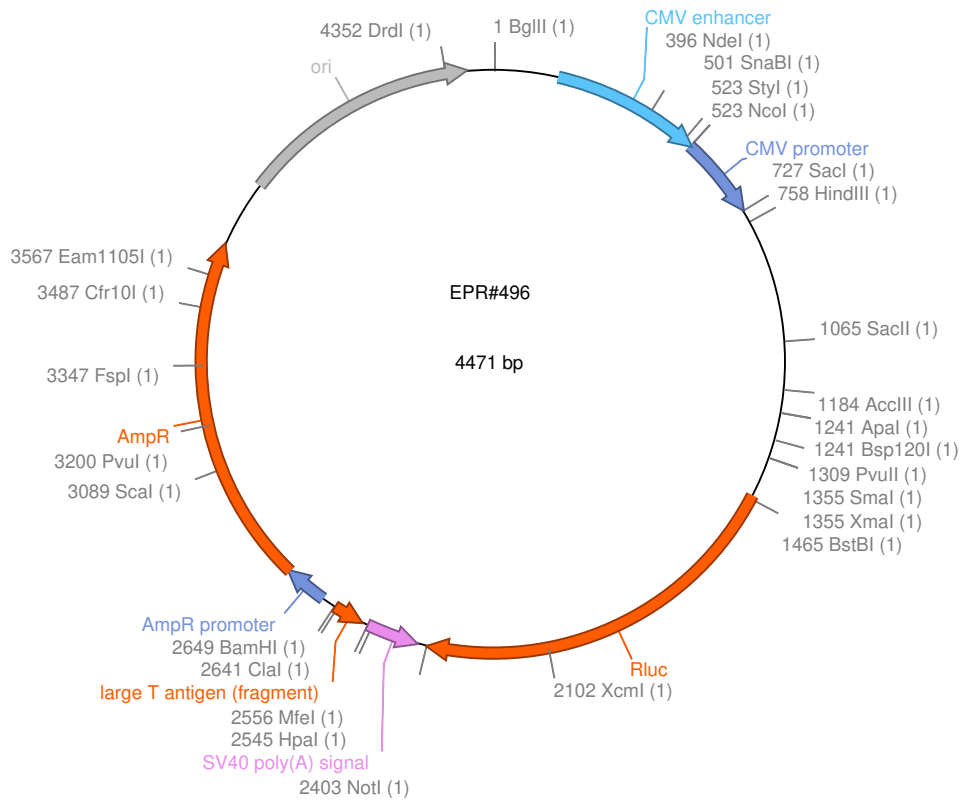 CMV enhancer
4352 DrdI (1)
1 BglII (1)
396 NdeI (1)
501 SnaBI (1)
ori
523 StyI (1)
523 NcoI (1)
CMV promoter
727 SacI (1)
758 HindIII (1)
3567 Eam1105I (1)
3487 Cfr10I (1)
EPR#496
1065 SacII (1)
4471 bp
3347 FspI (1)
1184 AccIII (1)
1241 ApaI (1)
AmpR
1241 Bsp120I (1)
3200 PvuI (1)
1309 PvuII (1)
3089 ScaI (1)
1355 SmaI (1)
1355 XmaI (1)
1465 BstBI (1)
AmpR promoter
2649 BamHI (1)
2641 ClaI (1)
Rluc
large T antigen (fragment)
2102 XcmI (1)
2556 MfeI (1)
2545 HpaI (1)
SV40 poly(A) signal
2403 NotI (1)